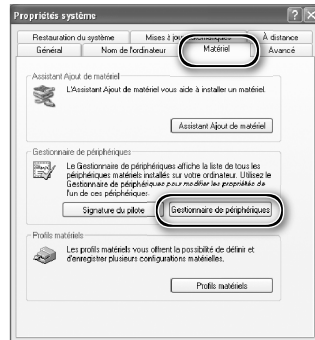 Propriétés système
Restauration du système Mises à jour automatiques À distance
Général Nom de l'ordinateur Matériel Avancé
Assistant Ajout de matériel
L'Assistant Ajout de matériel vous aide à installer un matériel.
Assistant Ajout de matériel
Gestionnaire de périphériques
Le Gestionnaire de périphériques affiche la liste de tous les
périphériques matériels installés sur votre ordinateur. Utilisez le
Gestionnaire de périphériques pour modifier les propriétés de
l'un de ces périphériques.
Signature du pilote Gestionnaire de périphériques
Profils matériels
Les profils matériels vous offrent la possibilité de définir et
d'enregistrer plusieurs configurations matérielles.
Profils matériels